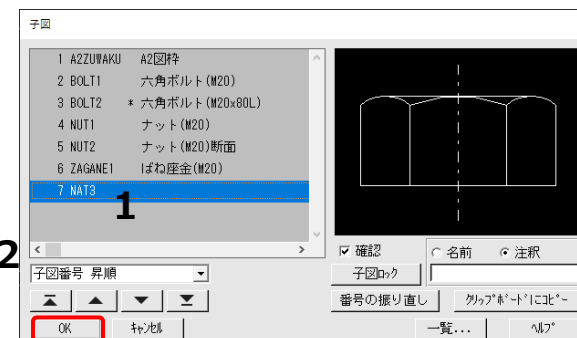 子図
1 A2ZUWAKU A2図枠
2 BOLT1 六角ボルト(M20)
3 BOLT2 * 六角ボルト(M20x80L)
4 NUT1 ナット(M20)
5 NUT2 ナット(M20)断面
6 ZAGANE1 ばね座金(M20)
7 NAT3
1
2
確認 名前 注釈
子図番号 昇順 子図ロック
番号の振り直し クリップボードにコピー
OK キャンセル 一覧... ヘルプ